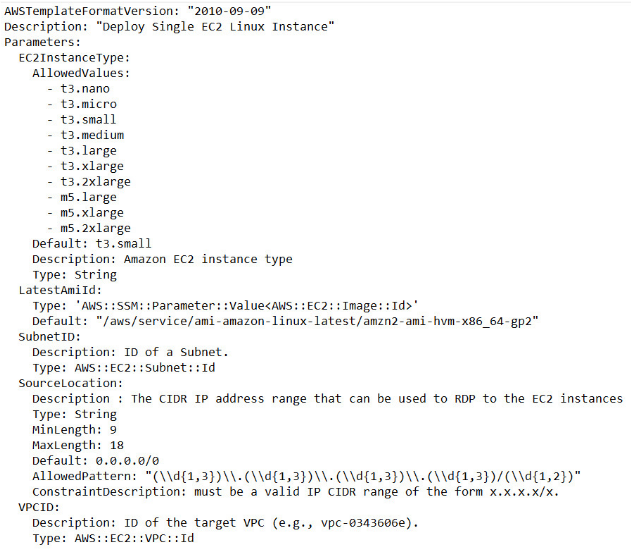 AWSTemplateFormatVersion: "2010-09-09"
Description: "Deploy Single EC2 Linux Instance"
Parameters:
  EC2InstanceType:
    AllowedValues:
      - t3.nano
      - t3.micro
      - t3.small
      - t3.medium
      - t3.large
      - t3.xlarge
      - t3.2xlarge
      - m5.large
      - m5.xlarge
      - m5.2xlarge
    Default: t3.small
    Description: Amazon EC2 instance type
    Type: String
  LatestAmiId:
    Type: 'AWS::SSM::Parameter::Value<AWS::EC2::Image::Id>'
    Default: "/aws/service/ami-amazon-linux-latest/amzn2-ami-hvm-x86_64-gp2"
  SubnetID:
    Description: ID of a Subnet.
    Type: AWS::EC2::Subnet::Id
  SourceLocation:
    Description : The CIDR IP address range that can be used to RDP to the EC2 instances
    Type: String
    MinLength: 9
    MaxLength: 18
    Default: 0.0.0.0/0
    AllowedPattern: "(\\d{1,3})\\.(\\d{1,3})\\.(\\d{1,3})\\.(\\d{1,3})/(\\d{1,2})"
    ConstraintDescription: must be a valid IP CIDR range of the form x.x.x.x/x.
  VPCID:
    Description: ID of the target VPC (e.g., vpc-0343606e).
    Type: AWS::EC2::VPC::Id